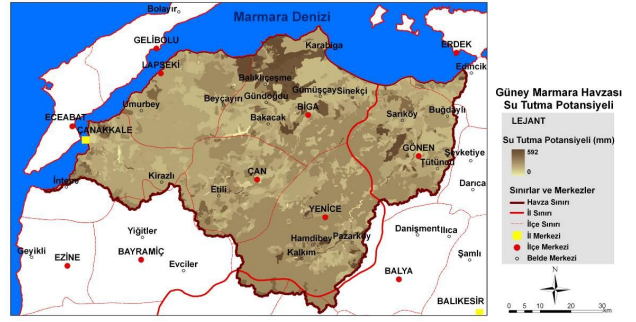 Bolayır
Marmara Denizi
GELİBOLU
Karabiga
ERDEK
LAPSEKİ
Edincik
Balıklıçeşme
Umurbey
Beyçayırı
Gündoğdu
Gümüşçay
Sinekçi
BİGA
Bakacak
Sarıköy
Buğdaylı
ECEABAT
ÇANAKKALE
GÖNEN
Tütüncü
Şevketiye
Darıca
İntepe
Kirazlı
ÇAN
Etili
YENİCE
Yiğitler
Hamdibey
Pazarköy
Danişment
Ilıca
Geyikli
EZİNE
BAYRAMİÇ
Evciler
Kalkım
Şamlı
BALYA
BALIKESİR
Güney Marmara Havzası
Su Tutma Potansiyeli
LEJANT
Su Tutma Potansiyeli (mm)
592
0
Sınırlar ve Merkezler
Havza Sınırı
İl Sınırı
İlçe Sınırı
İl Merkezi
İlçe Merkezi
Belde Merkezi
N
0 5 10 20 30
km